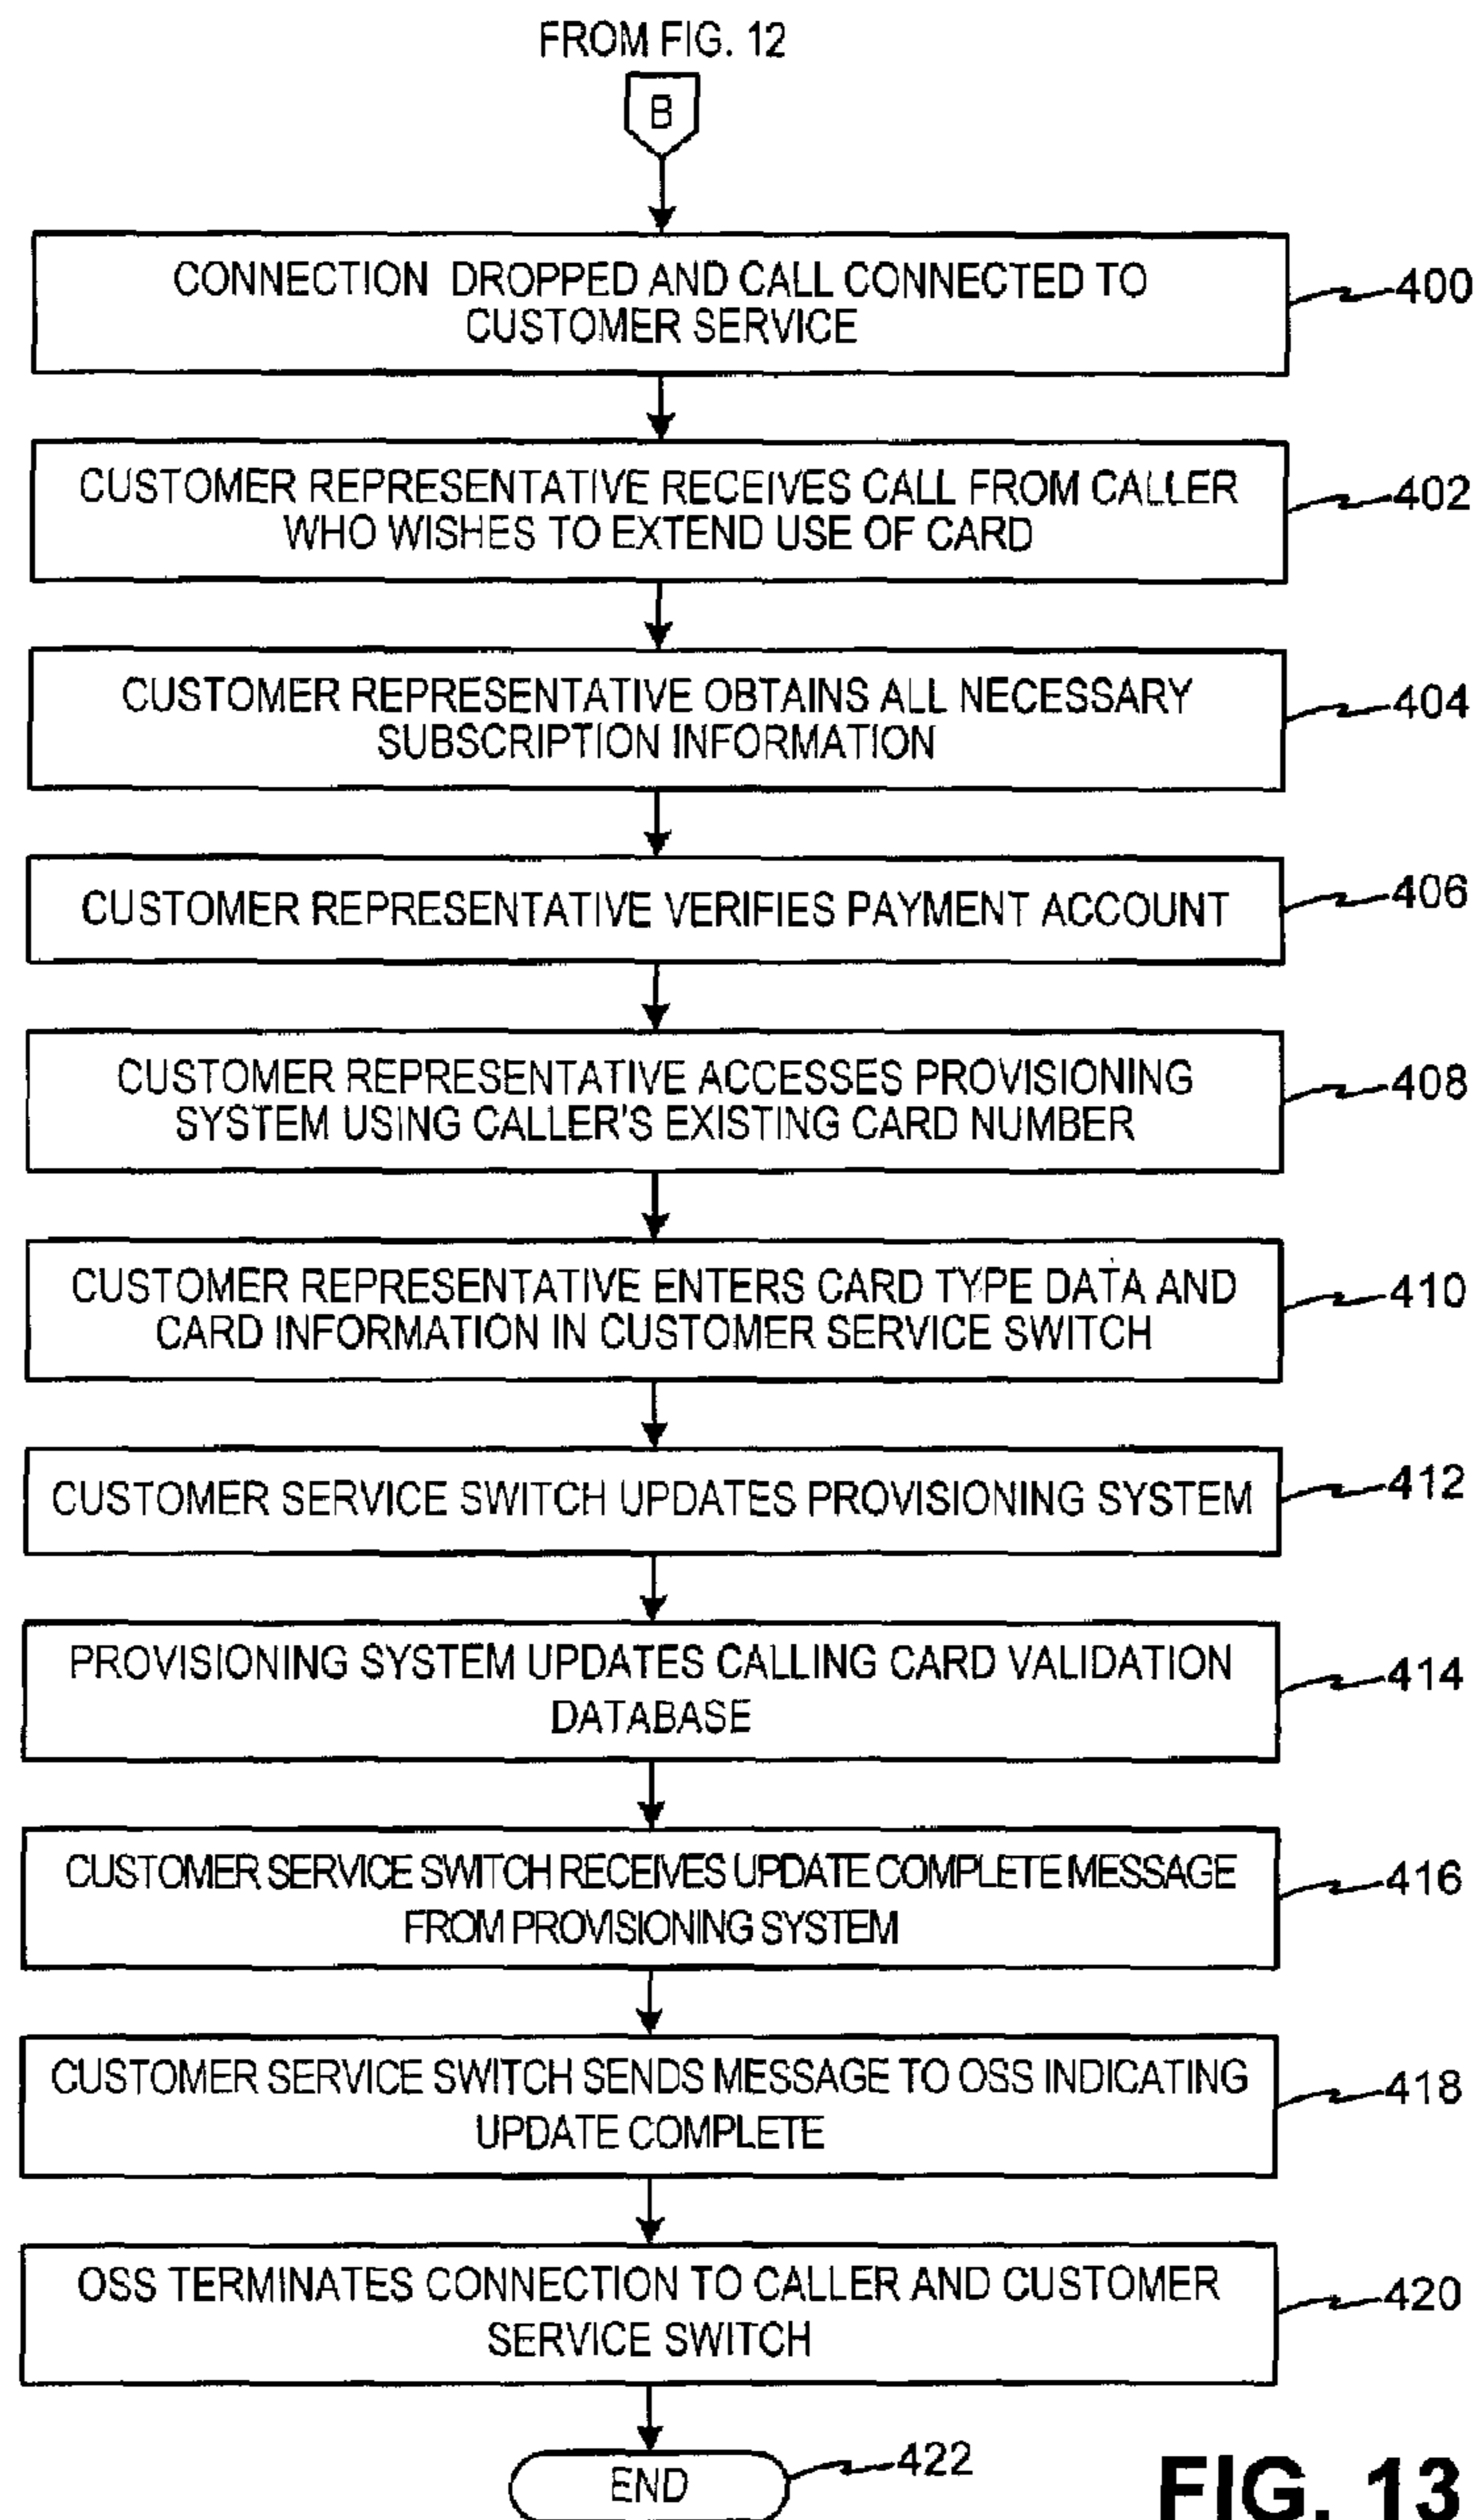 FROM FIG. 12
B
CONNECTION DROPPED AND CALL CONNECTED TO
CUSTOMER SERVICE
400
CUSTOMER REPRESENTATIVE RECEIVES CALL FROM CALLER
WHO WISHES TO EXTEND USE OF CARD
402
CUSTOMER REPRESENTATIVE OBTAINS ALL NECESSARY
SUBSCRIPTION INFORMATION
404
CUSTOMER REPRESENTATIVE VERIFIES PAYMENT ACCOUNT
406
CUSTOMER REPRESENTATIVE ACCESSES PROVISIONING
SYSTEM USING CALLER'S EXISTING CARD NUMBER
408
CUSTOMER REPRESENTATIVE ENTERS CARD TYPE DATA AND
CARD INFORMATION IN CUSTOMER SERVICE SWITCH
410
CUSTOMER SERVICE SWITCH UPDATES PROVISIONING SYSTEM
412
PROVISIONING SYSTEM UPDATES CALLING CARD VALIDATION
DATABASE
414
CUSTOMER SERVICE SWITCH RECEIVES UPDATE COMPLETE MESSAGE
FROM PROVISIONING SYSTEM
416
CUSTOMER SERVICE SWITCH SENDS MESSAGE TO OSS INDICATING
UPDATE COMPLETE
418
OSS TERMINATES CONNECTION TO CALLER AND CUSTOMER
SERVICE SWITCH
420
END
422
FIG. 13